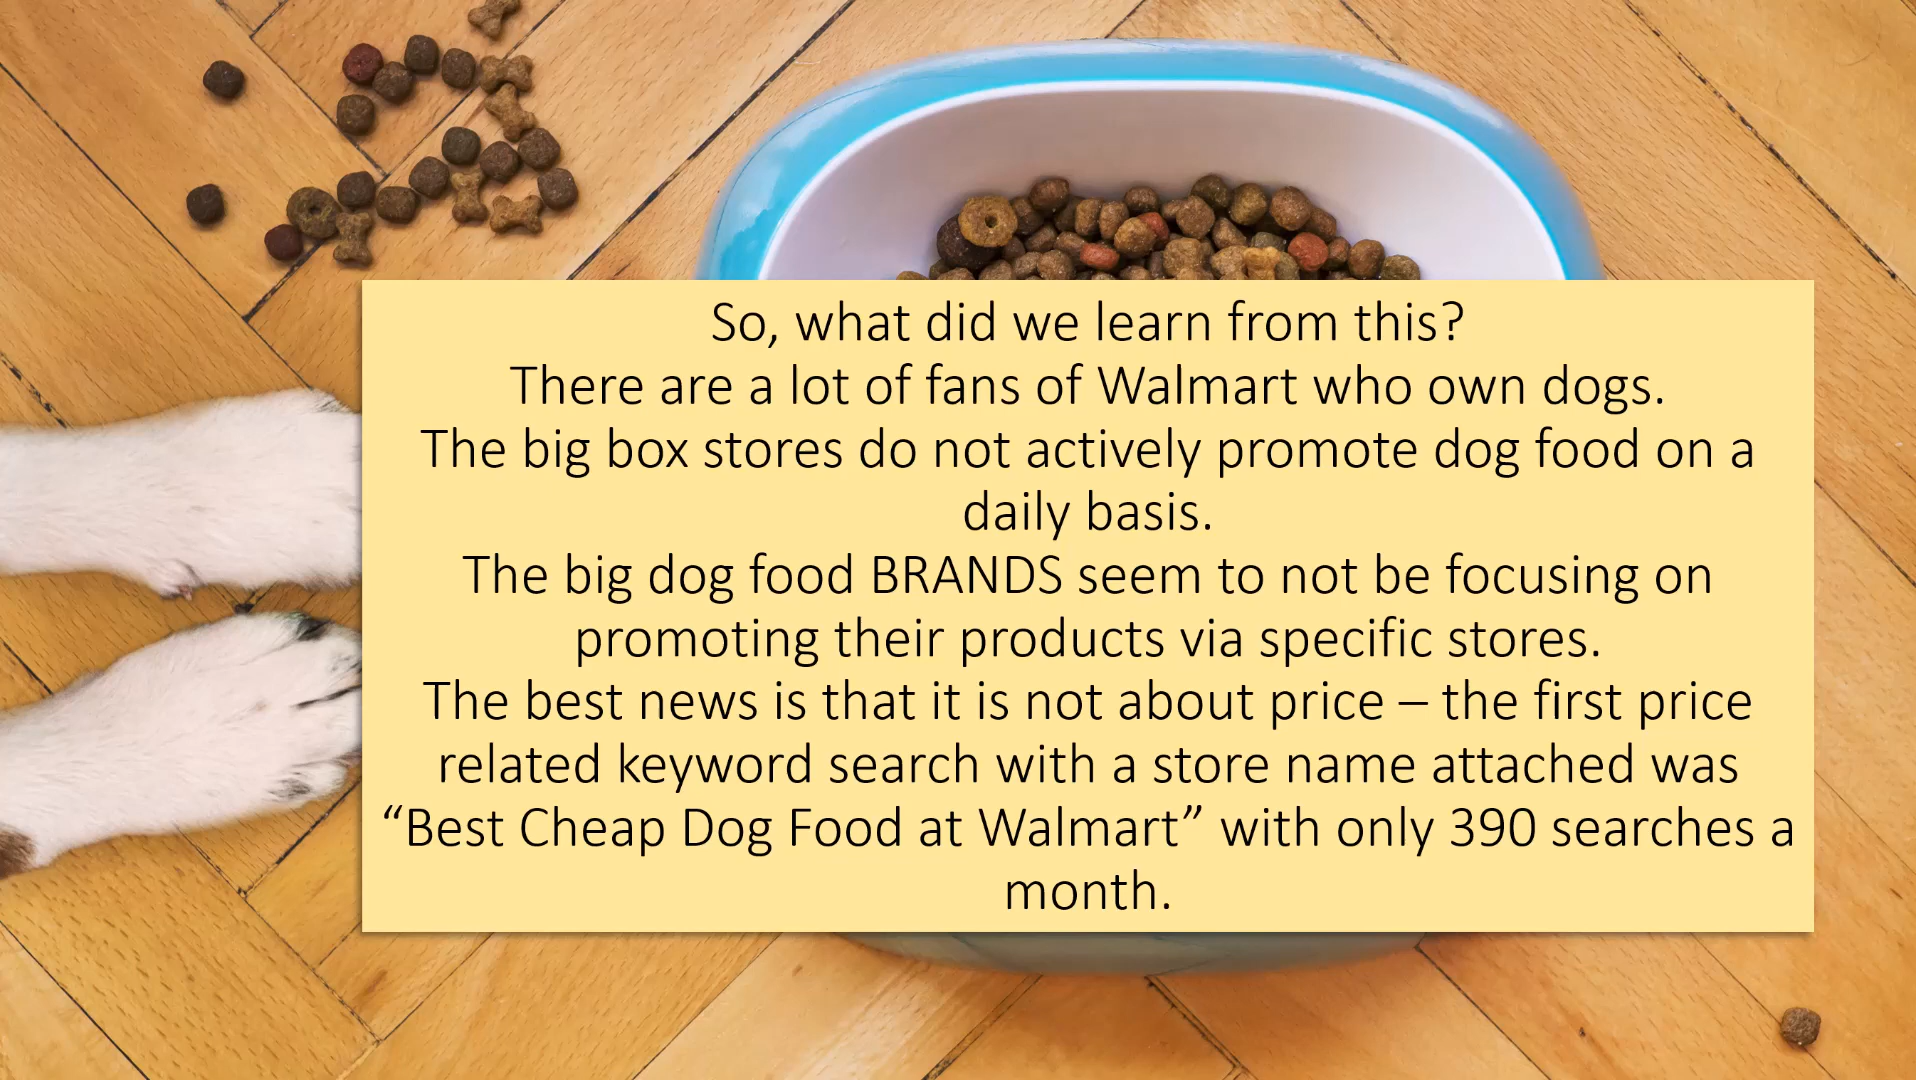 So, what did we learn from this?
There are a lot of fans of Walmart who own dogs.
The big box stores do not actively promote dog food on a
daily basis.
The big dog food BRANDS seem to not be focusing on
promoting their products via specific stores.
The best news is that it is not about price – the first price
related keyword search with a store name attached was
“Best Cheap Dog Food at Walmart” with only 390 searches a
month.